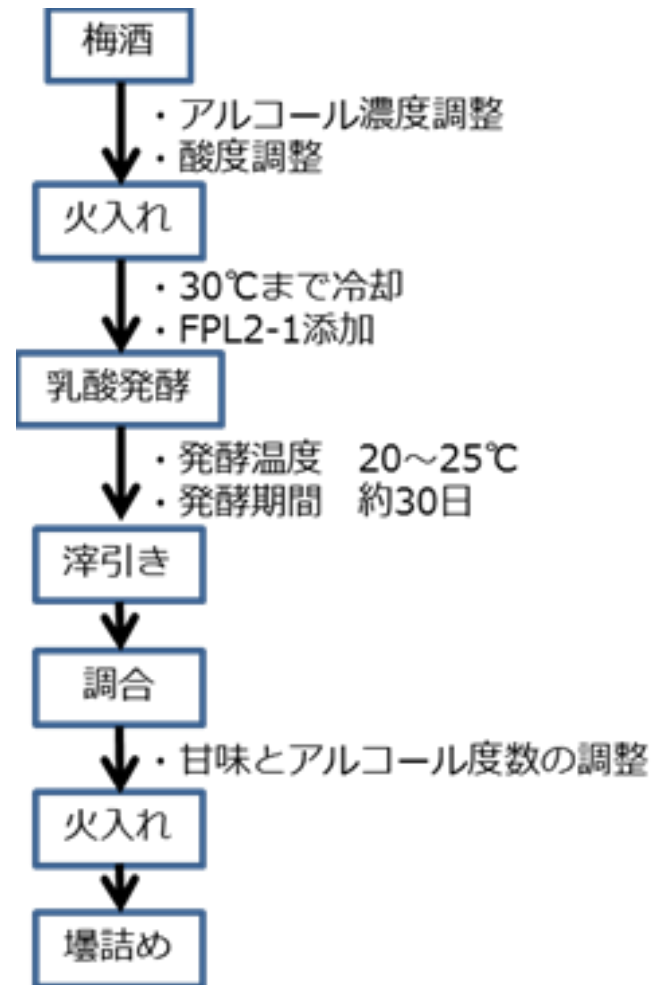 梅酒
・アルコール濃度調整
・酸度調整
火入れ
・30℃まで冷却
・FPL2-1添加
乳酸発酵
・発酵温度　20～25℃
・発酵期間　約30日
滓引き
調合
・甘味とアルコール度数の調整
火入れ
壜詰め